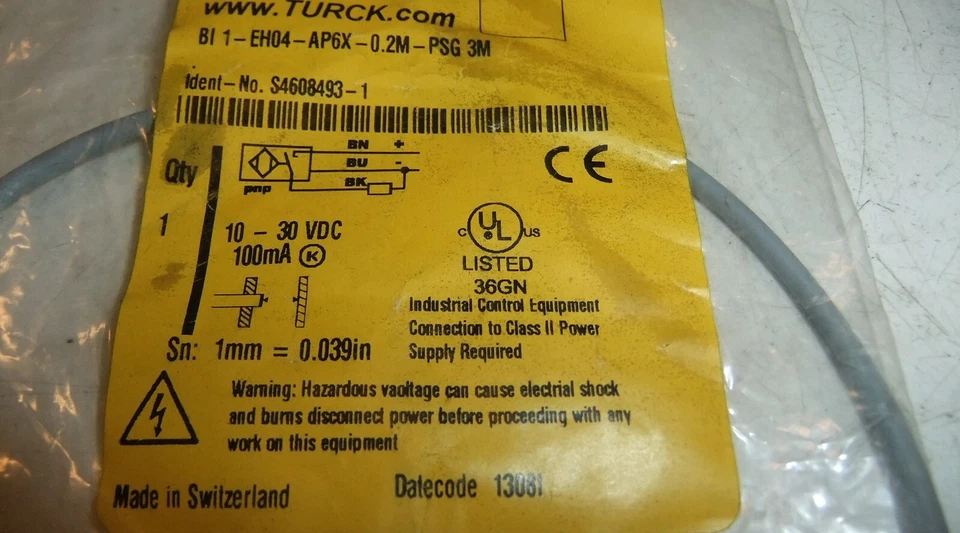 www.TURCK.com
BI 1-EH04-AP6X-0.2M-PSG 3M
Ident-No. S4608493-1
BN +
Qty
BU -
BK
pnp
1
10 - 30 VDC
100mA K
C UL US
LISTED
36GN
CE
Industrial Control Equipment
Connection to Class II Power
Supply Required
Sn: 1mm = 0.039in
Warning: Hazardous vaoltage can cause electrial shock
and burns disconnect power before proceeding with any
work on this equipment
Made in Switzerland
Datecode 1308I